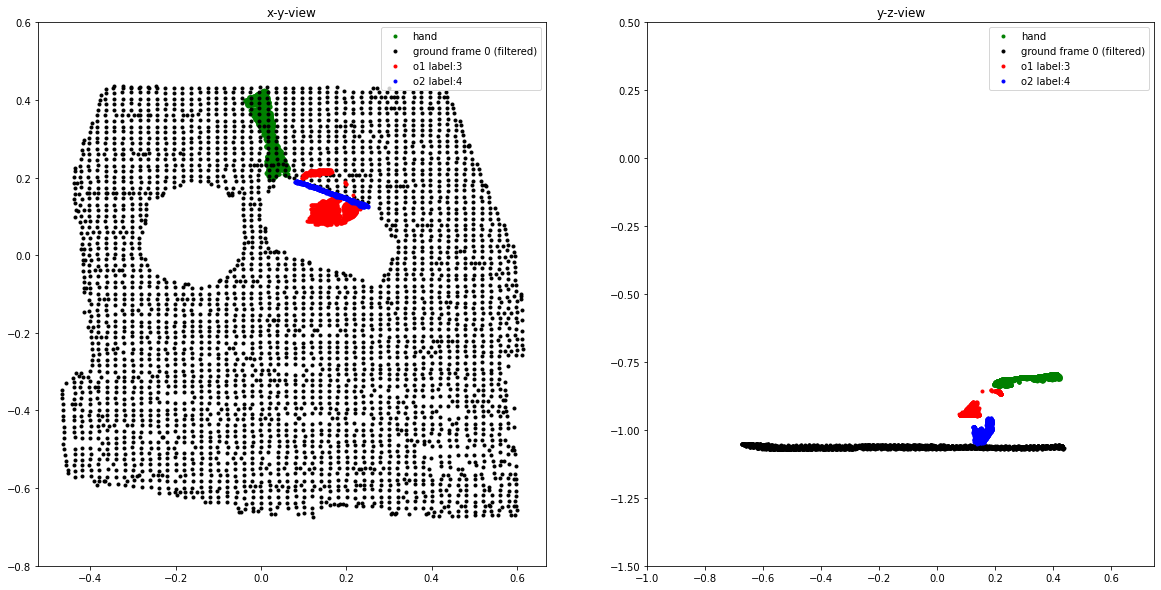 x-y-view
0.6
0.4
0.2
0.0
−0.2
−0.4
−0.6
−0.8
−0.4 −0.2 0.0 0.2 0.4 0.6
hand
ground frame 0 (filtered)
o1 label:3
o2 label:4
y-z-view
0.50
0.25
0.00
−0.25
−0.50
−0.75
−1.00
−1.25
−1.50
−1.0 −0.8 −0.6 −0.4 −0.2 0.0 0.2 0.4 0.6
hand
ground frame 0 (filtered)
o1 label:3
o2 label:4